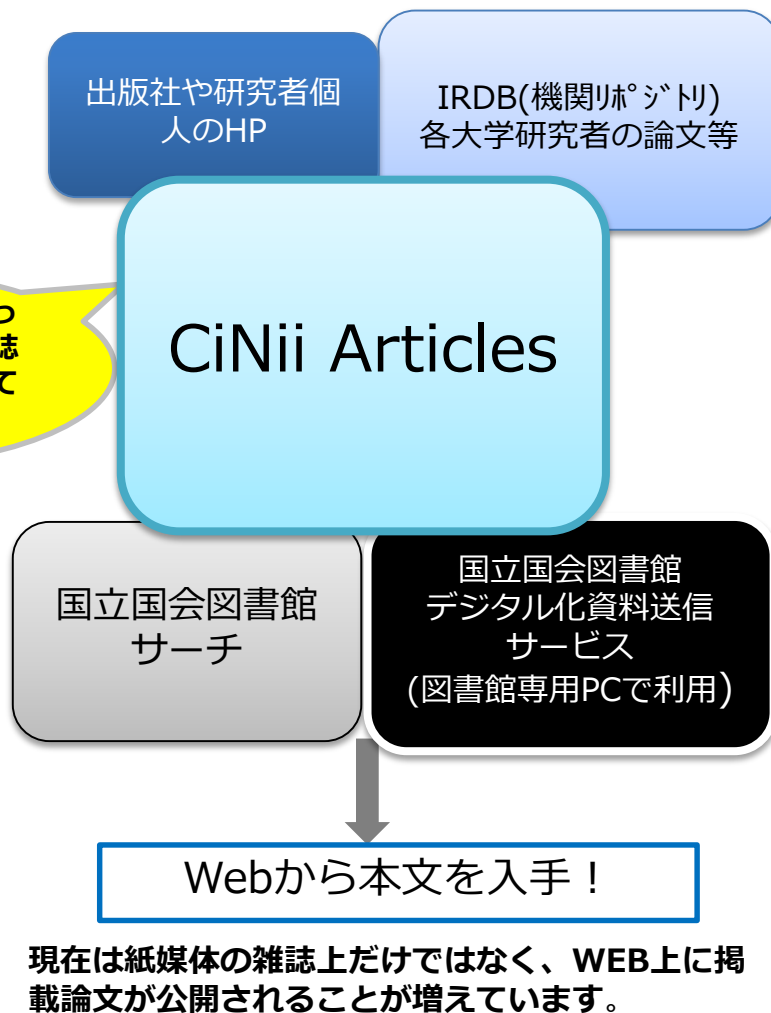 出版社や研究者個
人のHP
IRDB(機関ﾘﾎﾟｼﾞﾄﾘ)
各大学研究者の論文等
つ
誌
て
CiNii Articles
国立国会図書館
サーチ
国立国会図書館
デジタル化資料送信
サービス
(図書館専用PCで利用)
Webから本文を入手！
現在は紙媒体の雑誌上だけではなく、WEB上に掲
載論文が公開されることが増えています。